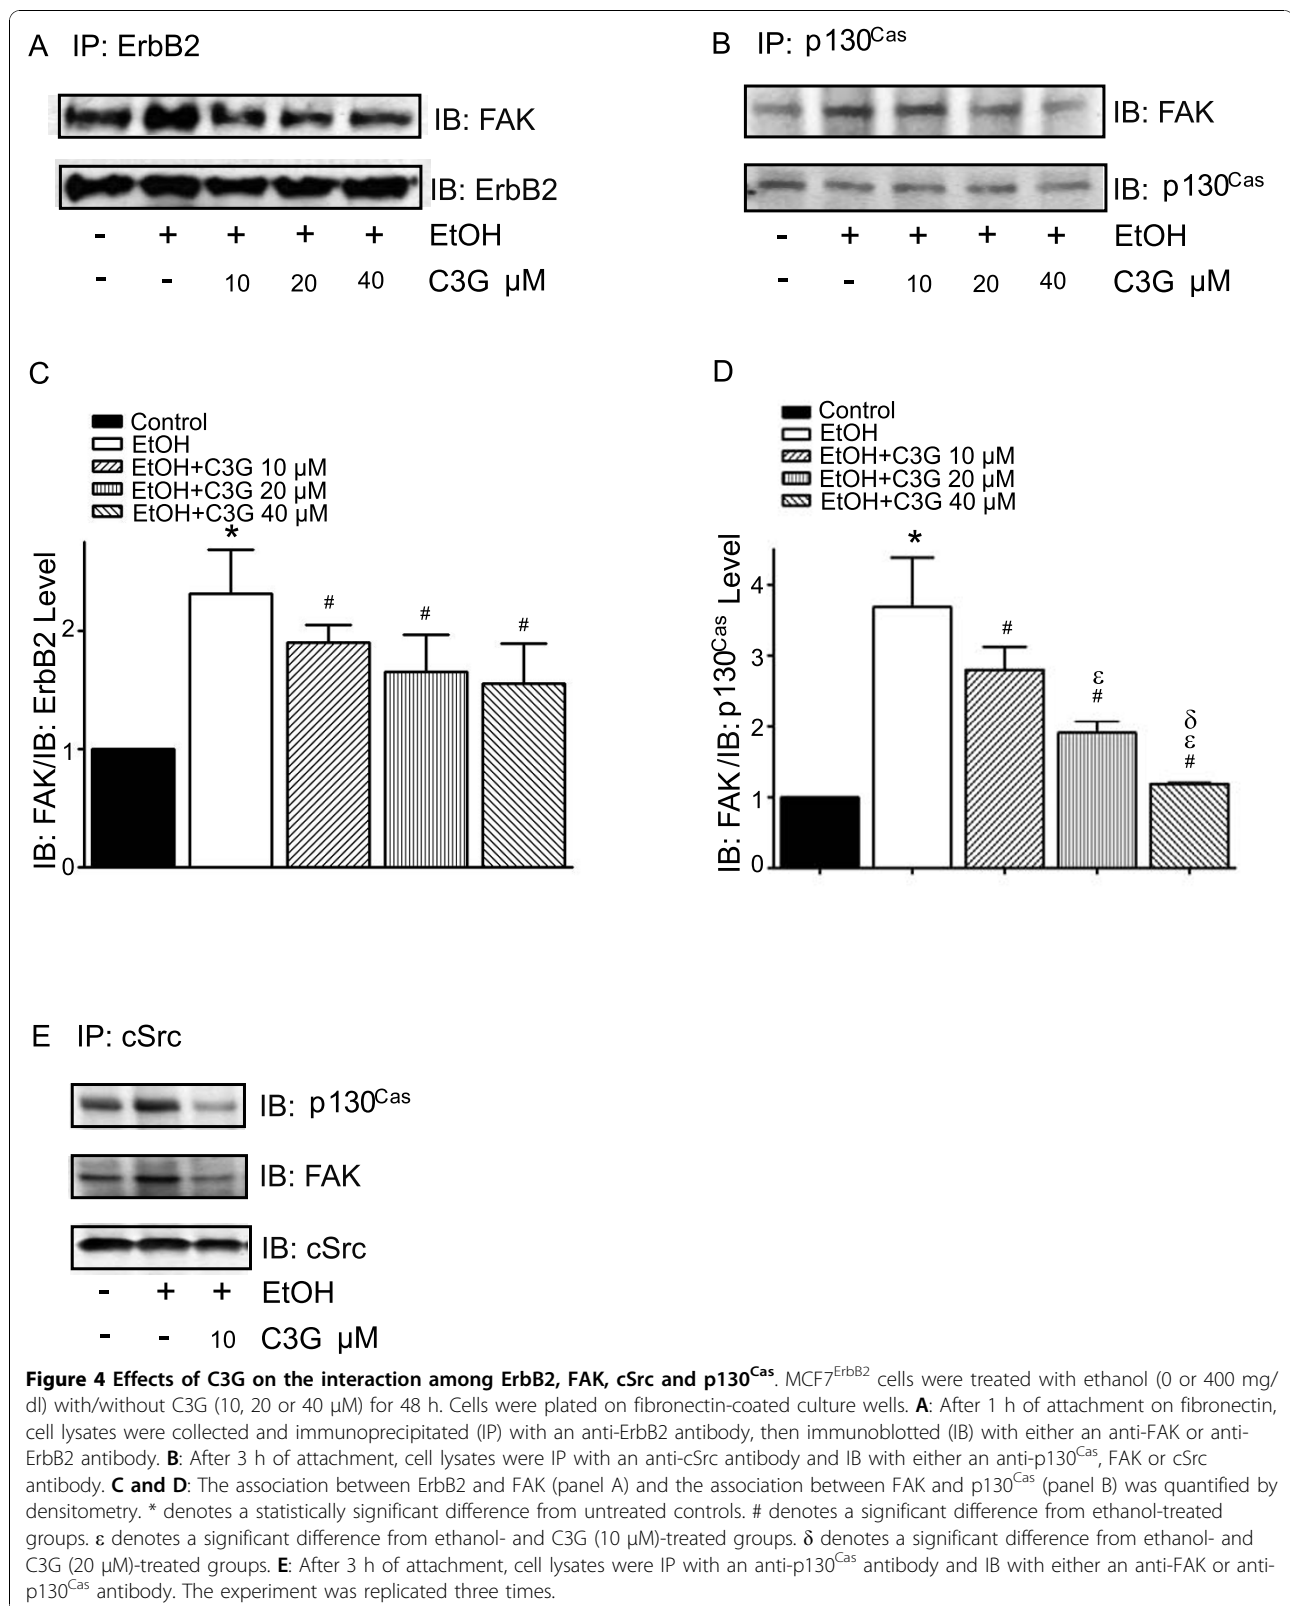 A IP: ErbB2
IB: FAK
IB: ErbB2
- + + + + EtOH
- - 10 20 40 C3G µM
B IP: p130Cas
IB: FAK
IB: p130Cas
- + + + + EtOH
- - 10 20 40 C3G µM
C
Control
EtOH
EtOH+C3G 10 µM
EtOH+C3G 20 µM
EtOH+C3G 40 µM
IB: FAK/IB: ErbB2 Level
2
1
0
* # # #
D
Control
EtOH
EtOH+C3G 10 µM
EtOH+C3G 20 µM
EtOH+C3G 40 µM
IB: FAK/IB: p130Cas Level
4
3
2
1
0
*
#
ε
#
δ
ε
#
E IP: cSrc
IB: p130Cas
IB: FAK
IB: cSrc
- + + EtOH
- - 10 C3G µM
Figure 4 Effects of C3G on the interaction among ErbB2, FAK, cSrc and p130Cas. MCF7ErbB2 cells were treated with ethanol (0 or 400 mg/
dl) with/without C3G (10, 20 or 40 µM) for 48 h. Cells were plated on fibronectin-coated culture wells. A: After 1 h of attachment on fibronectin,
cell lysates were collected and immunoprecipitated (IP) with an anti-ErbB2 antibody, then immunoblotted (IB) with either an anti-FAK or anti-
ErbB2 antibody. B: After 3 h of attachment, cell lysates were IP with an anti-cSrc antibody and IB with either an anti-p130Cas, FAK or cSrc
antibody. C and D: The association between ErbB2 and FAK (panel A) and the association between FAK and p130Cas (panel B) was quantified by
densitometry. * denotes a statistically significant difference from untreated controls. # denotes a significant difference from ethanol-treated
groups. ε denotes a significant difference from ethanol- and C3G (10 µM)-treated groups. δ denotes a significant difference from ethanol- and
C3G (20 µM)-treated groups. E: After 3 h of attachment, cell lysates were IP with an anti-p130Cas antibody and IB with either an anti-FAK or anti-
p130Cas antibody. The experiment was replicated three times.